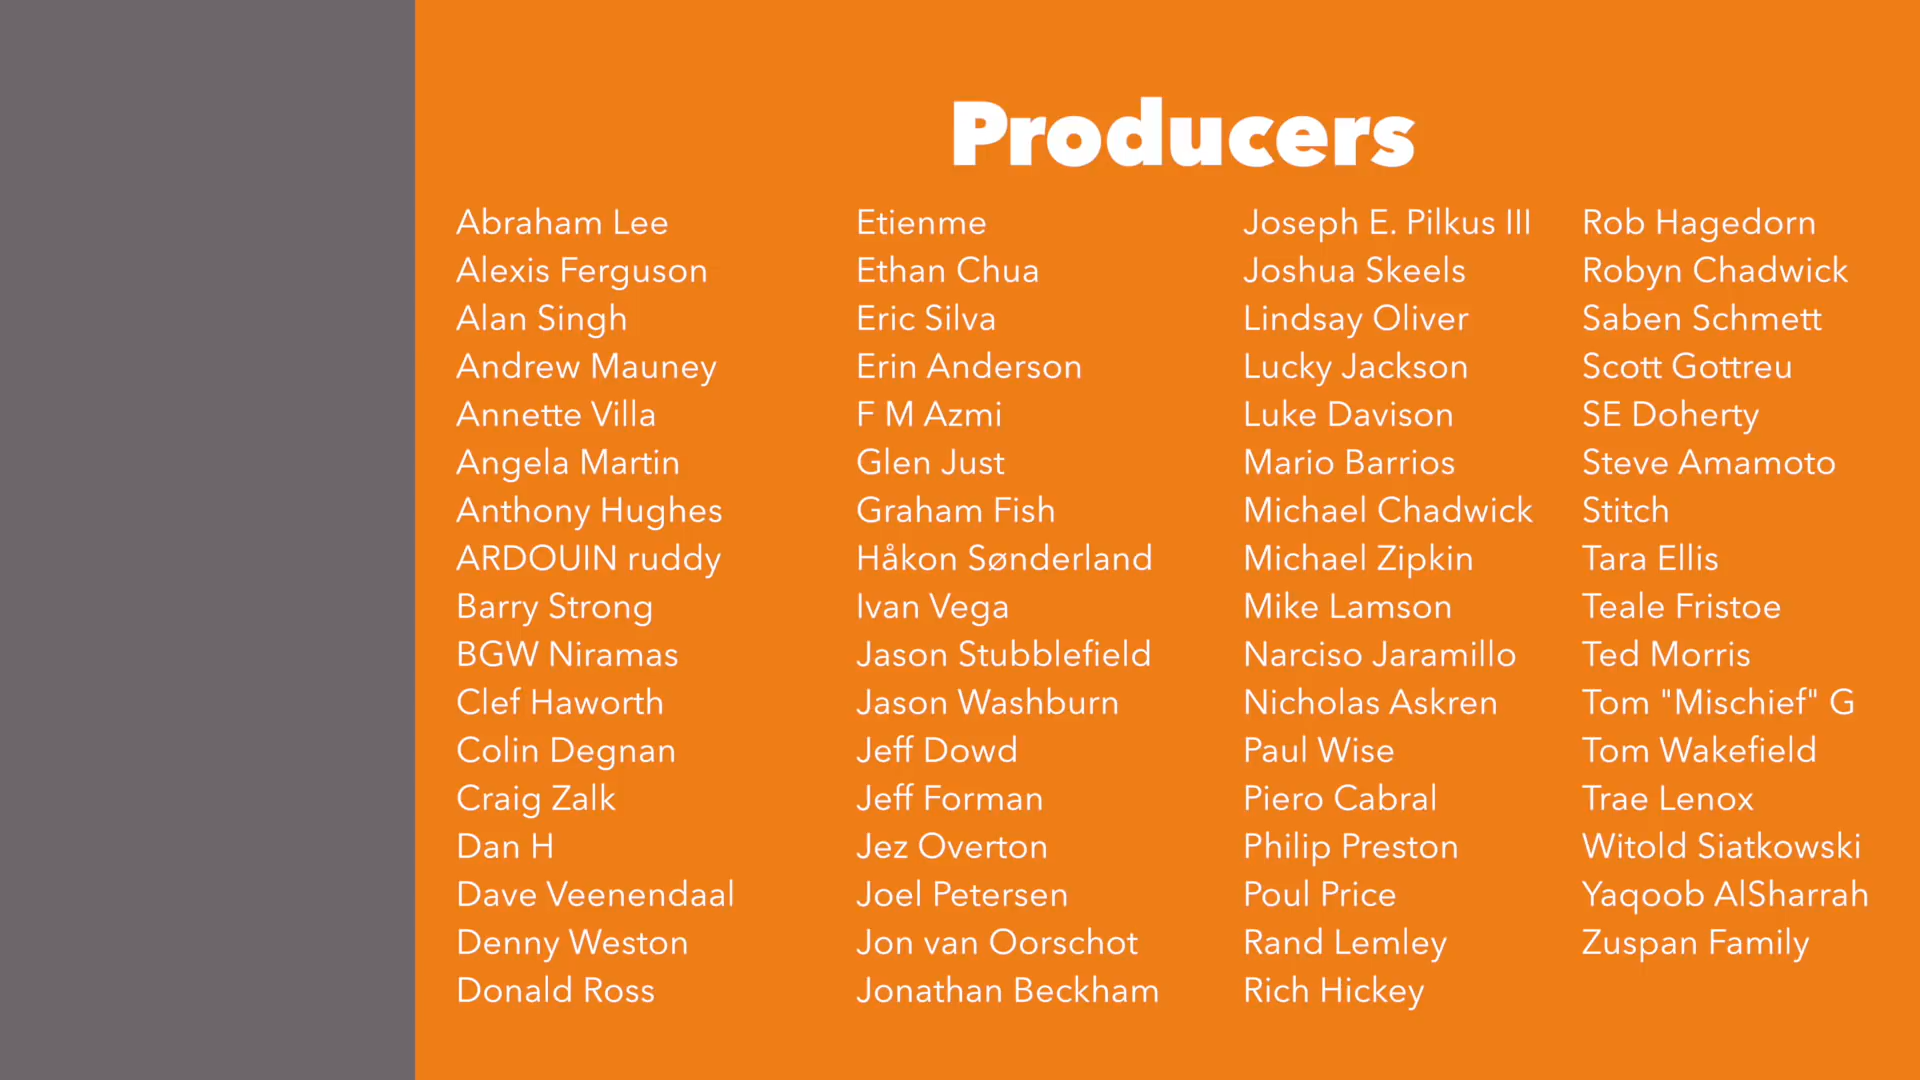 Producers
Abraham Lee
Alexis Ferguson
Alan Singh
Andrew Mauney
Annette Villa
Angela Martin
Anthony Hughes
ARDOUIN ruddy
Barry Strong
BGW Niramas
Clef Haworth
Colin Degnan
Craig Zalk
Dan H
Dave Veenendaal
Denny Weston
Donald Ross
Etienme
Ethan Chua
Eric Silva
Erin Anderson
F M Azmi
Glen Just
Graham Fish
Håkon Sønderland
Ivan Vega
Jason Stubblefield
Jason Washburn
Jeff Dowd
Jeff Forman
Jez Overton
Joel Petersen
Jon van Oorschot
Jonathan Beckham
Joseph E. Pilkus III
Joshua Skeels
Lindsay Oliver
Lucky Jackson
Luke Davison
Mario Barrios
Michael Chadwick
Michael Zipkin
Mike Lamson
Narciso Jaramillo
Nicholas Askren
Paul Wise
Piero Cabral
Philip Preston
Poul Price
Rand Lemley
Rich Hickey
Rob Hagedorn
Robyn Chadwick
Saben Schmett
Scott Gottreu
SE Doherty
Steve Amamoto
Stitch
Tara Ellis
Teale Fristoe
Ted Morris
Tom "Mischief" G
Tom Wakefield
Trae Lenox
Witold Siatkowski
Yaqoob AlSharrah
Zuspan Family